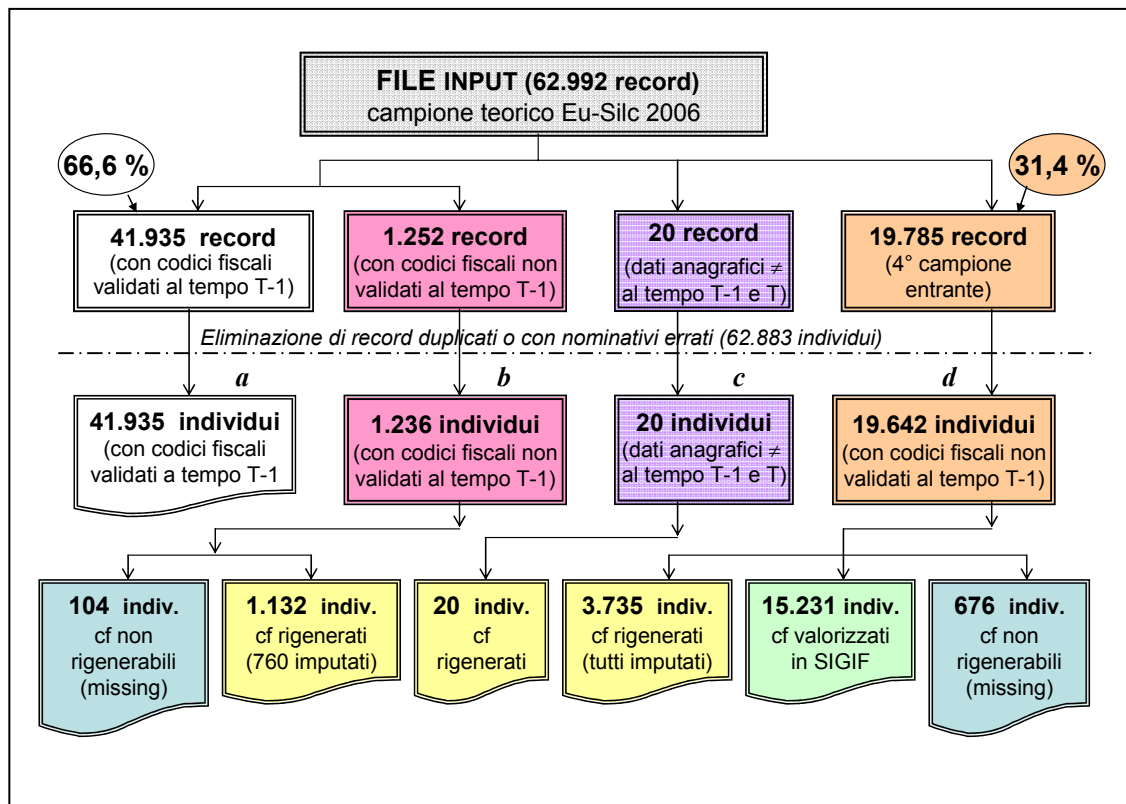 FILE INPUT (62.992 record)
campione teorico Eu-Silc 2006
66,6 %
31,4 %
41.935 record
(con codici fiscali
validati al tempo T-1)
1.252 record
(con codici fiscali non
validati al tempo T-1)
20 record
(dati anagrafici ≠
al tempo T-1 e T)
19.785 record
(4° campione
entrante)
Eliminazione di record duplicati o con nominativi errati (62.883 individui)
a
b
c
d
41.935 individui
(con codici fiscali
validati a tempo T-1
1.236 individui
(con codici fiscali non
validati al tempo T-1)
20 individui
(dati anagrafici ≠
al tempo T-1 e T)
19.642 individui
(con codici fiscali non
validati al tempo T-1)
104 indiv.
cf non
rigenerabili
(missing)
1.132 indiv.
cf rigenerati
(760 imputati)
20 indiv.
cf
rigenerati
3.735 indiv.
cf rigenerati
(tutti imputati)
15.231 indiv.
cf valorizzati
in SIGIF
676 indiv.
cf non
rigenerabili
(missing)